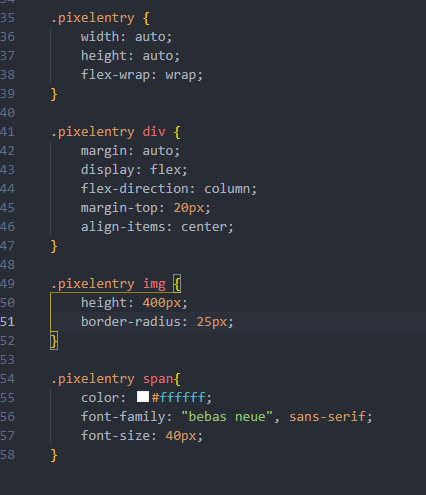 35 .pixelentry {
36     width: auto;
37     height: auto;
38     flex-wrap: wrap;
39 }
40
41 .pixelentry div {
42     margin: auto;
43     display: flex;
44     flex-direction: column;
45     margin-top: 20px;
46     align-items: center;
47 }
48
49 .pixelentry img {
50     height: 400px;
51     border-radius: 25px;
52 }
53
54 .pixelentry span{
55     color: #ffffff;
56     font-family: "bebas neue", sans-serif;
57     font-size: 40px;
58 }